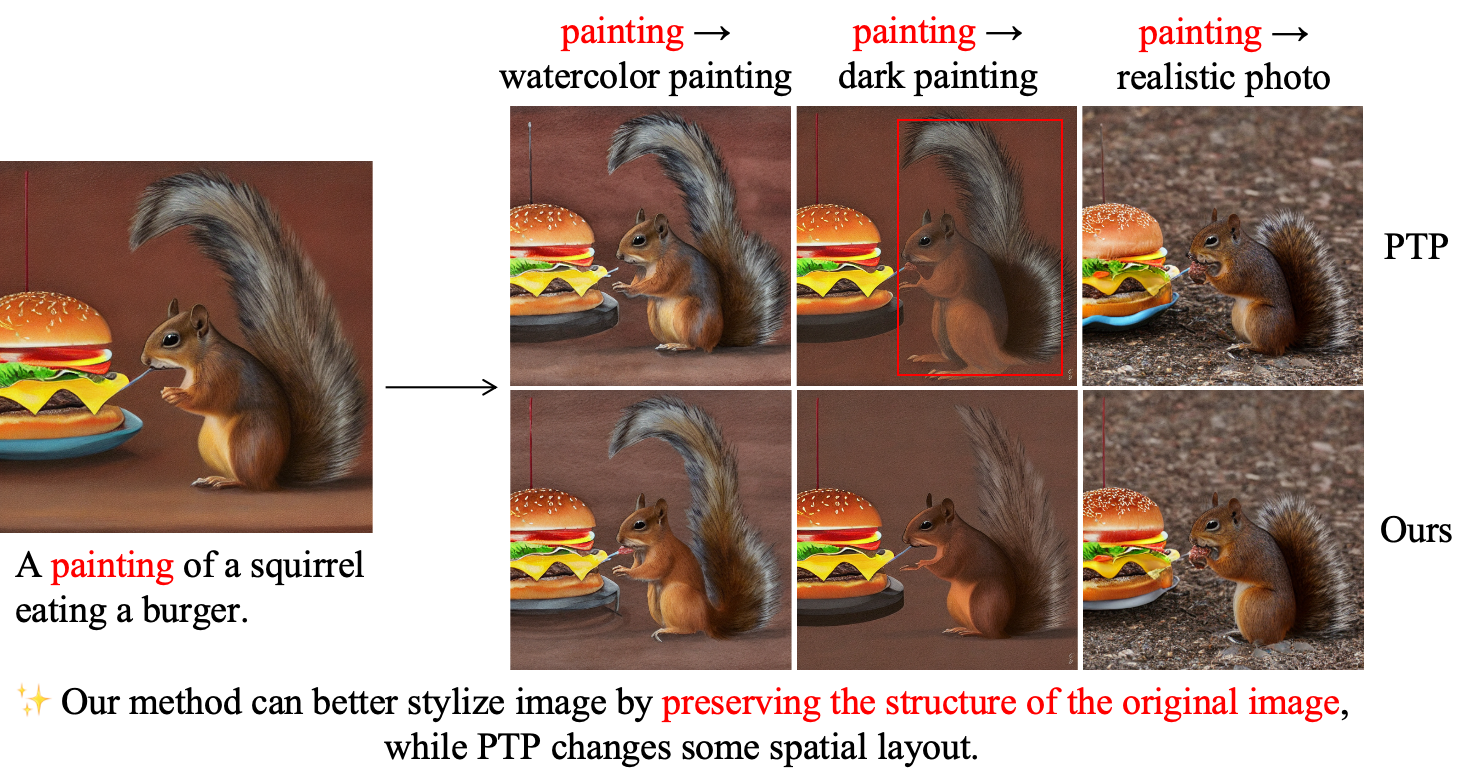 painting → painting → painting →
watercolor painting dark painting realistic photo
PTP
Ours
A painting of a squirrel
eating a burger.
✨ Our method can better stylize image by preserving the structure of the original image,
while PTP changes some spatial layout.